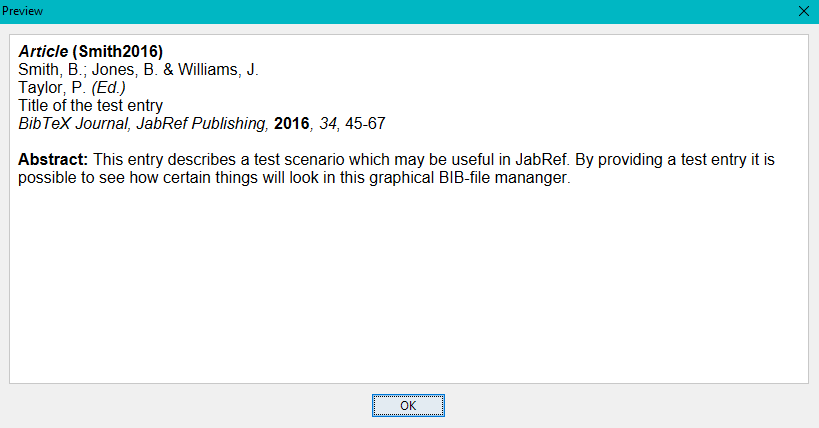 Preview
Article (Smith2016)
Smith, B.; Jones, B. & Williams, J.
Taylor, P. (Ed.)
Title of the test entry
BibTeX Journal, JabRef Publishing, 2016, 34, 45-67
Abstract: This entry describes a test scenario which may be useful in JabRef. By providing a test entry it is
possible to see how certain things will look in this graphical BIB-file mananger.
OK